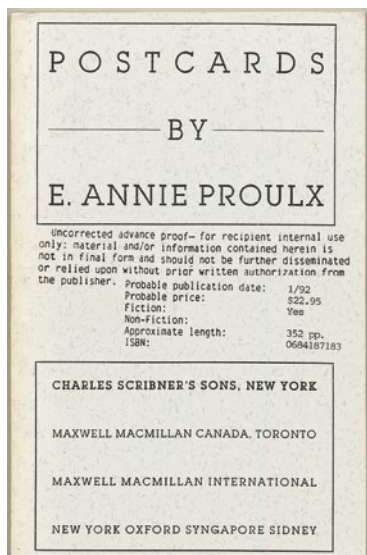 POSTCARDS
BY
E. ANNIE PROULX
Uncorrected advance proof— for recipient internal use
only: material and/or information contained herein is
not in final form and should not be further disseminated
or relied upon without prior written authorization from
the publisher.
Probable publication date: 1/92
Probable price: $22.95
Fiction: Yes
Non-Fiction:
Approximate length: 352 pp.
ISBN: 0684187183
CHARLES SCRIBNER'S SONS, NEW YORK
MAXWELL MACMILLAN CANADA, TORONTO
MAXWELL MACMILLAN INTERNATIONAL
NEW YORK OXFORD SYNGAPORE SIDNEY